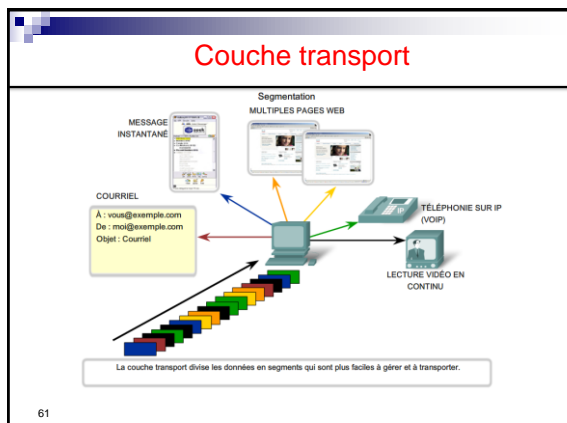 Couche transport
Segmentation
MULTIPLES PAGES WEB
MESSAGE
INSTANTANÉ
COURRIEL
À : vous@exemple.com
De : moi@exemple.com
Objet : Courriel
TÉLÉPHONIE SUR IP
(VOIP)
IP
LECTURE VIDÉO EN
CONTINU
La couche transport divise les données en segments qui sont plus faciles à gérer et à transporter.
61